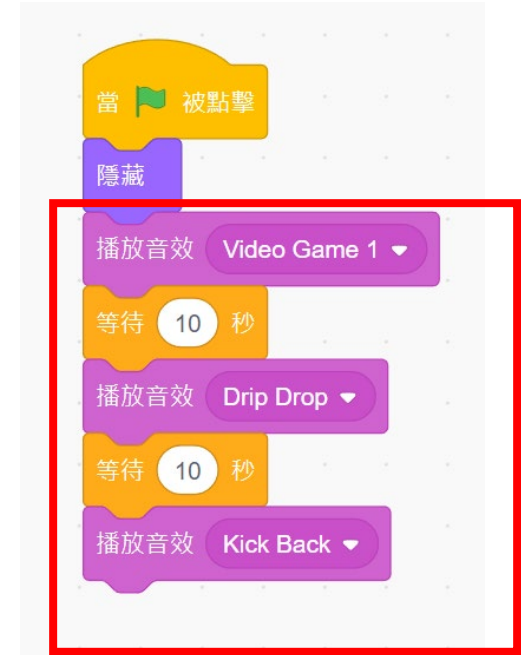 當 被點擊
隱藏
播放音效 Video Game 1
等待 10 秒
播放音效 Drip Drop
等待 10 秒
播放音效 Kick Back